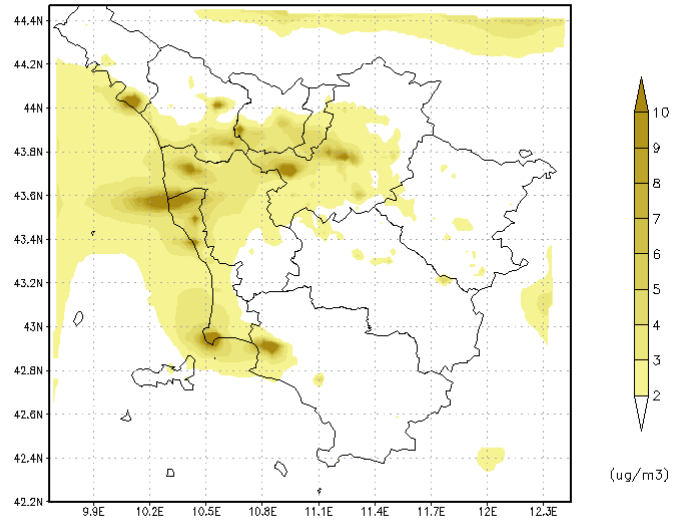 44.4N
44.2N
44N
43.8N
43.6N
43.4N
43.2N
43N
42.8N
42.6N
42.4N
42.2N
9.9E 10.2E 10.5E 10.8E 11.1E 11.4E 11.7E 12E 12.3E
10
9
8
7
6
5
4
3
2
(ug/m3)